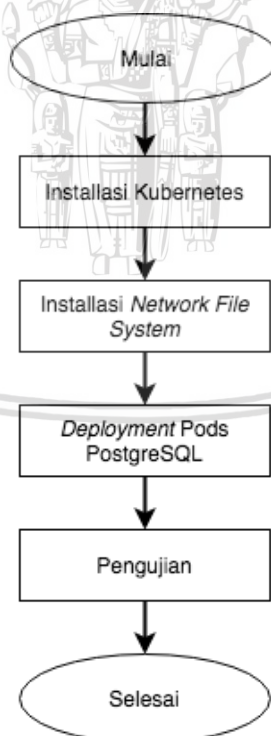 Mulai
Installasi Kubernetes
Installasi Network File
System
Deployment Pods
PostgreSQL
Pengujian
Selesai